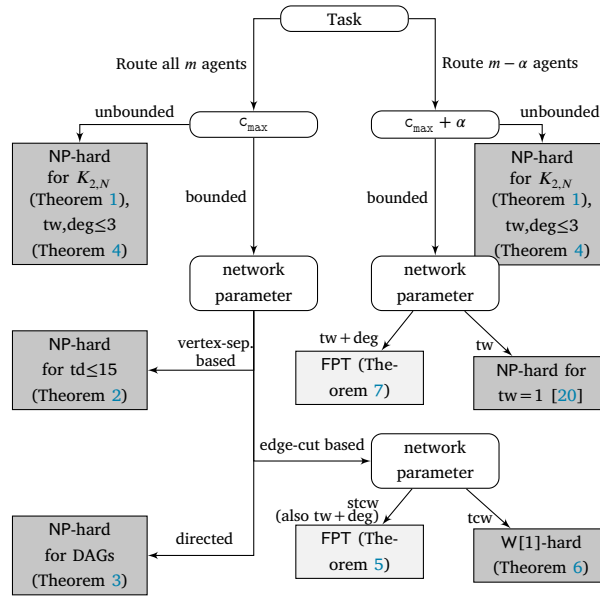 Task
Route all m agents
Route m − α agents
unbounded
c_max
c_max + α
unbounded
NP-hard
for K_{2,N}
(Theorem 1),
tw,deg≤3
(Theorem 4)
NP-hard
for K_{2,N}
(Theorem 1),
tw,deg≤3
(Theorem 4)
bounded
bounded
network
parameter
network
parameter
vertex-sep.
based
NP-hard
for td≤15
(Theorem 2)
tw+deg
tw
FPT (The-
orem 7)
NP-hard for
tw=1 [20]
edge-cut based
network
parameter
stcw
(also tw+deg)
tcw
directed
NP-hard
for DAGs
(Theorem 3)
FPT (The-
orem 5)
W[1]-hard
(Theorem 6)